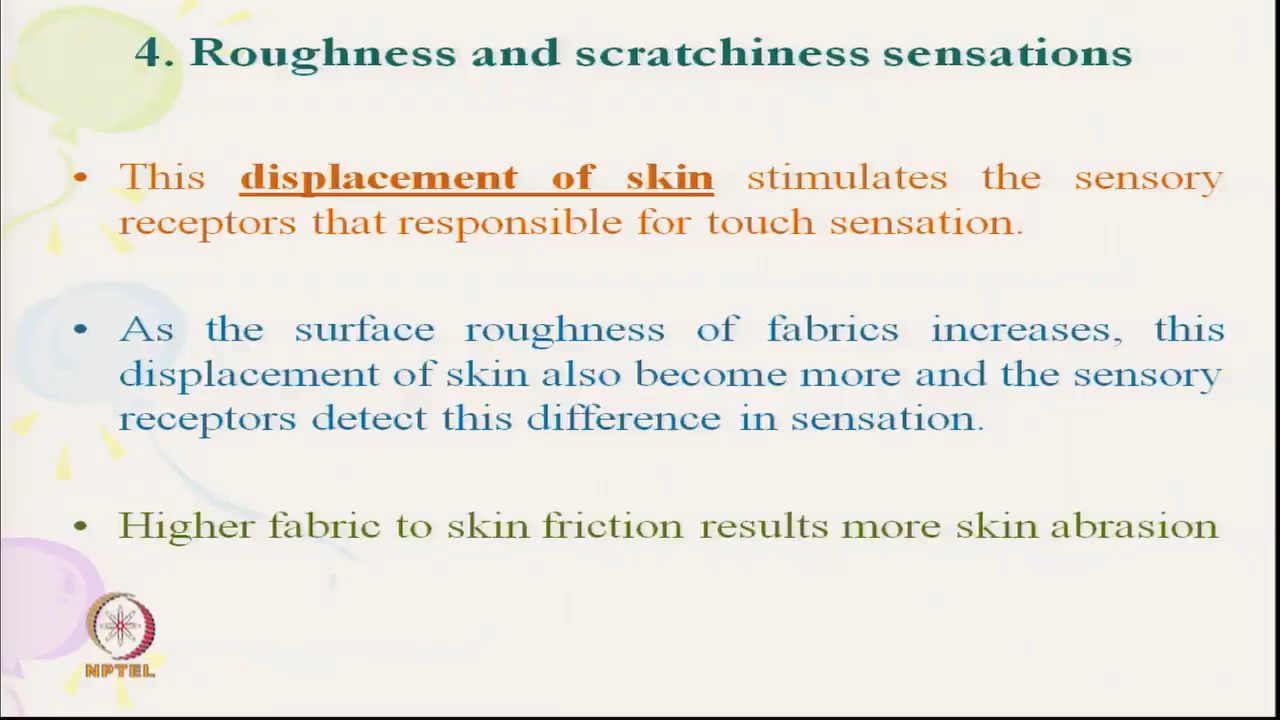 4. Roughness and scratchiness sensations
• This displacement of skin stimulates the sensory
receptors that responsible for touch sensation.
• As the surface roughness of fabrics increases, this
displacement of skin also become more and the sensory
receptors detect this difference in sensation.
• Higher fabric to skin friction results more skin abrasion
NPTEL